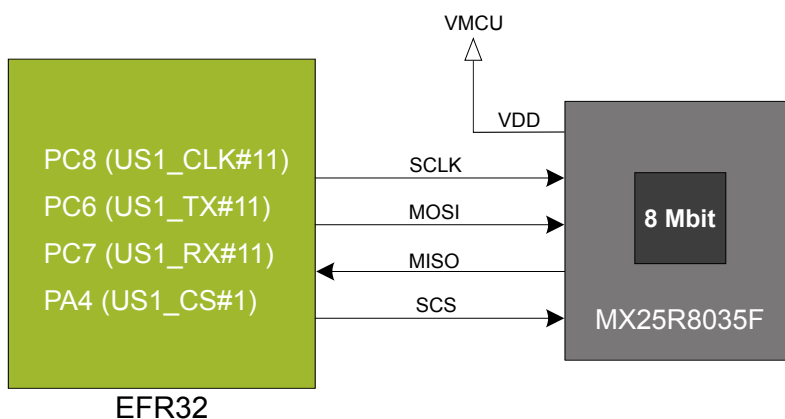 VMCU
VDD
PC8 (US1_CLK#11)
SCLK
PC6 (US1_TX#11)
MOSI
8 Mbit
PC7 (US1_RX#11)
MISO
PA4 (US1_CS#1)
SCS
MX25R8035F
EFR32